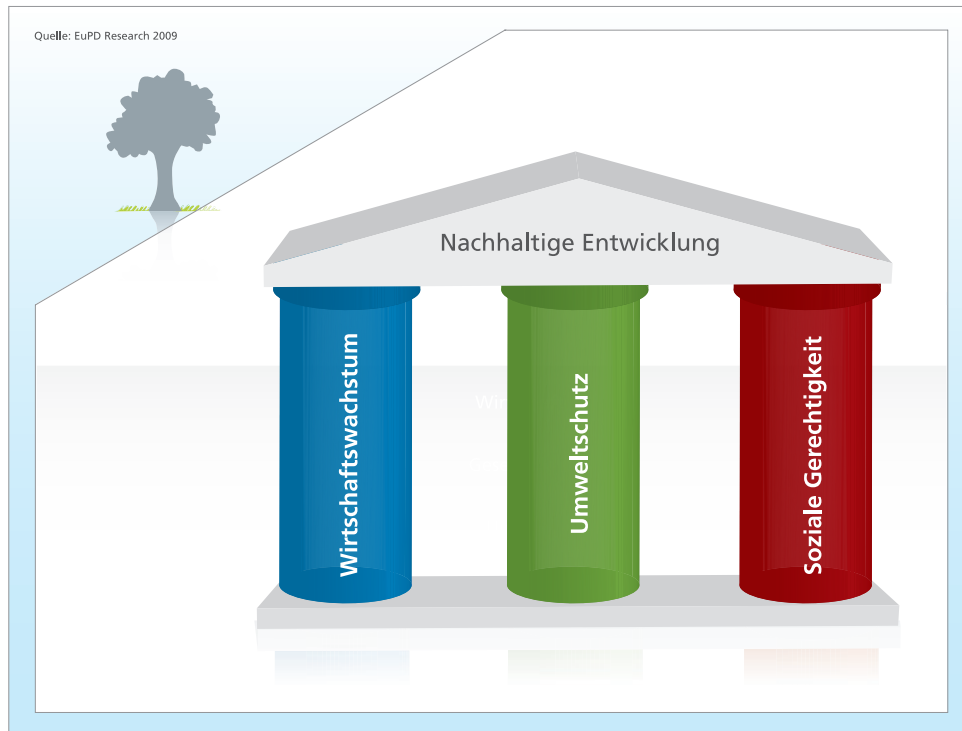 Quelle: EuPD Research 2009
Nachhaltige Entwicklung
Wirtschaftswachstum
Umweltschutz
Soziale Gerechtigkeit